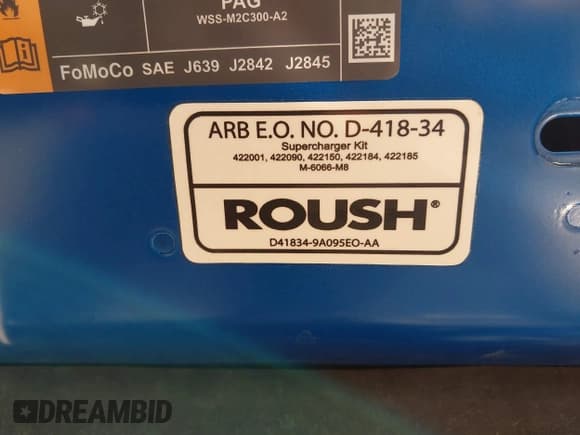 PAG
WSS-M2C300-A2
FoMoCo SAE J639 J2842 J2845
ARB E.O. NO. D-418-34
Supercharger Kit
422001, 422090, 422150, 422184, 422185
M-6066-M8
ROUSH®
D41834-9A095EO-AA
DREAMBID